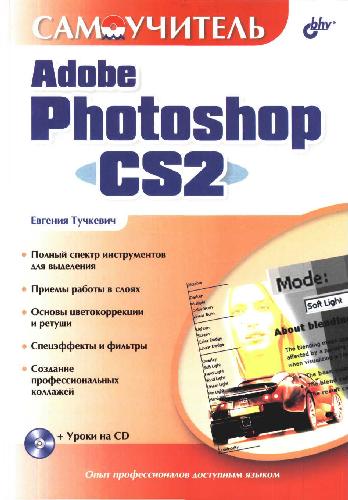 САМОУЧИТЕЛЬ
bhv
Adobe
Photoshop
CS2
Евгения Тучкевич
Полный спектр инструментов
для выделения
Приемы работы в слоях
Основы цветокоррекции
и ретуши
Спецэффекты и фильтры
Создание
профессиональных
коллажей
Mode:
Soft Light
About blending
+ Уроки на CD
Опыт профессионалов доступным языком